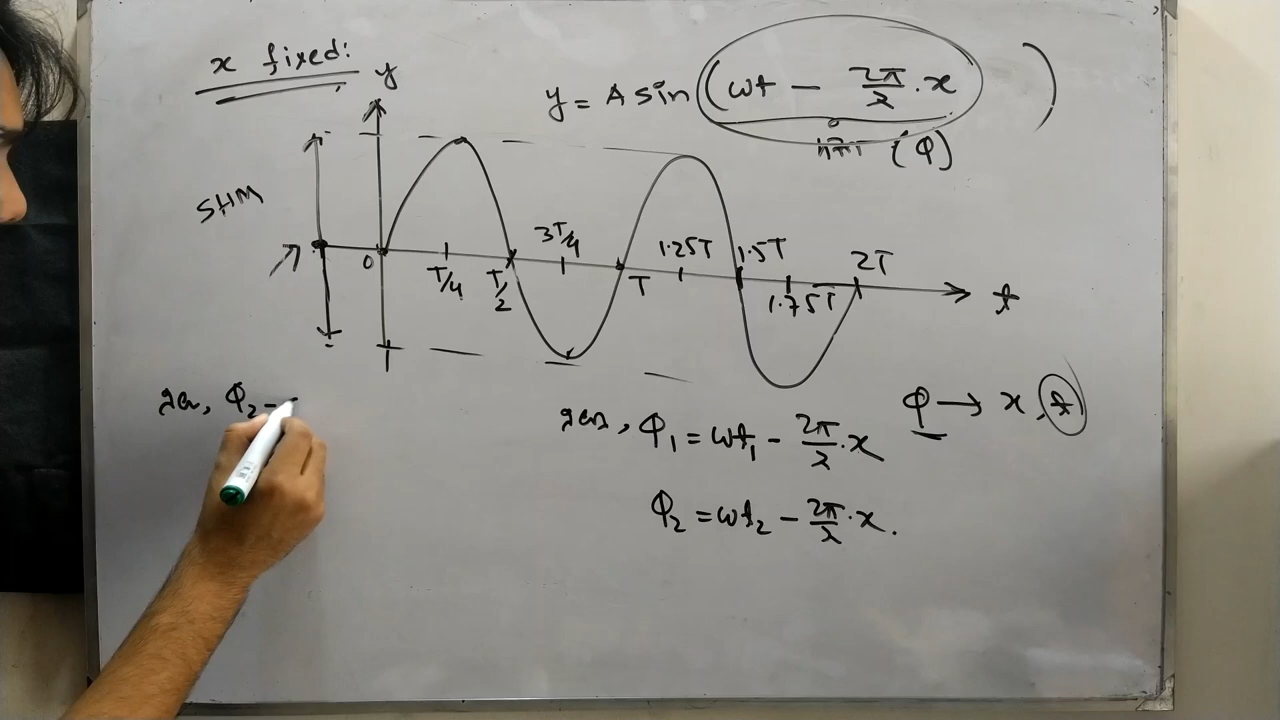 x fixed:
y
y = A sin (ωt − 2π/λ . x )
(φ)
SHM
0
T/4
T/2
3T/4
T
1.25T
1.5T
1.75T
2T
t
φ → x, t
φ₁ = ωt₁ − 2π/λ . x
φ₂ = ωt₂ − 2π/λ . x .
φ₂ −